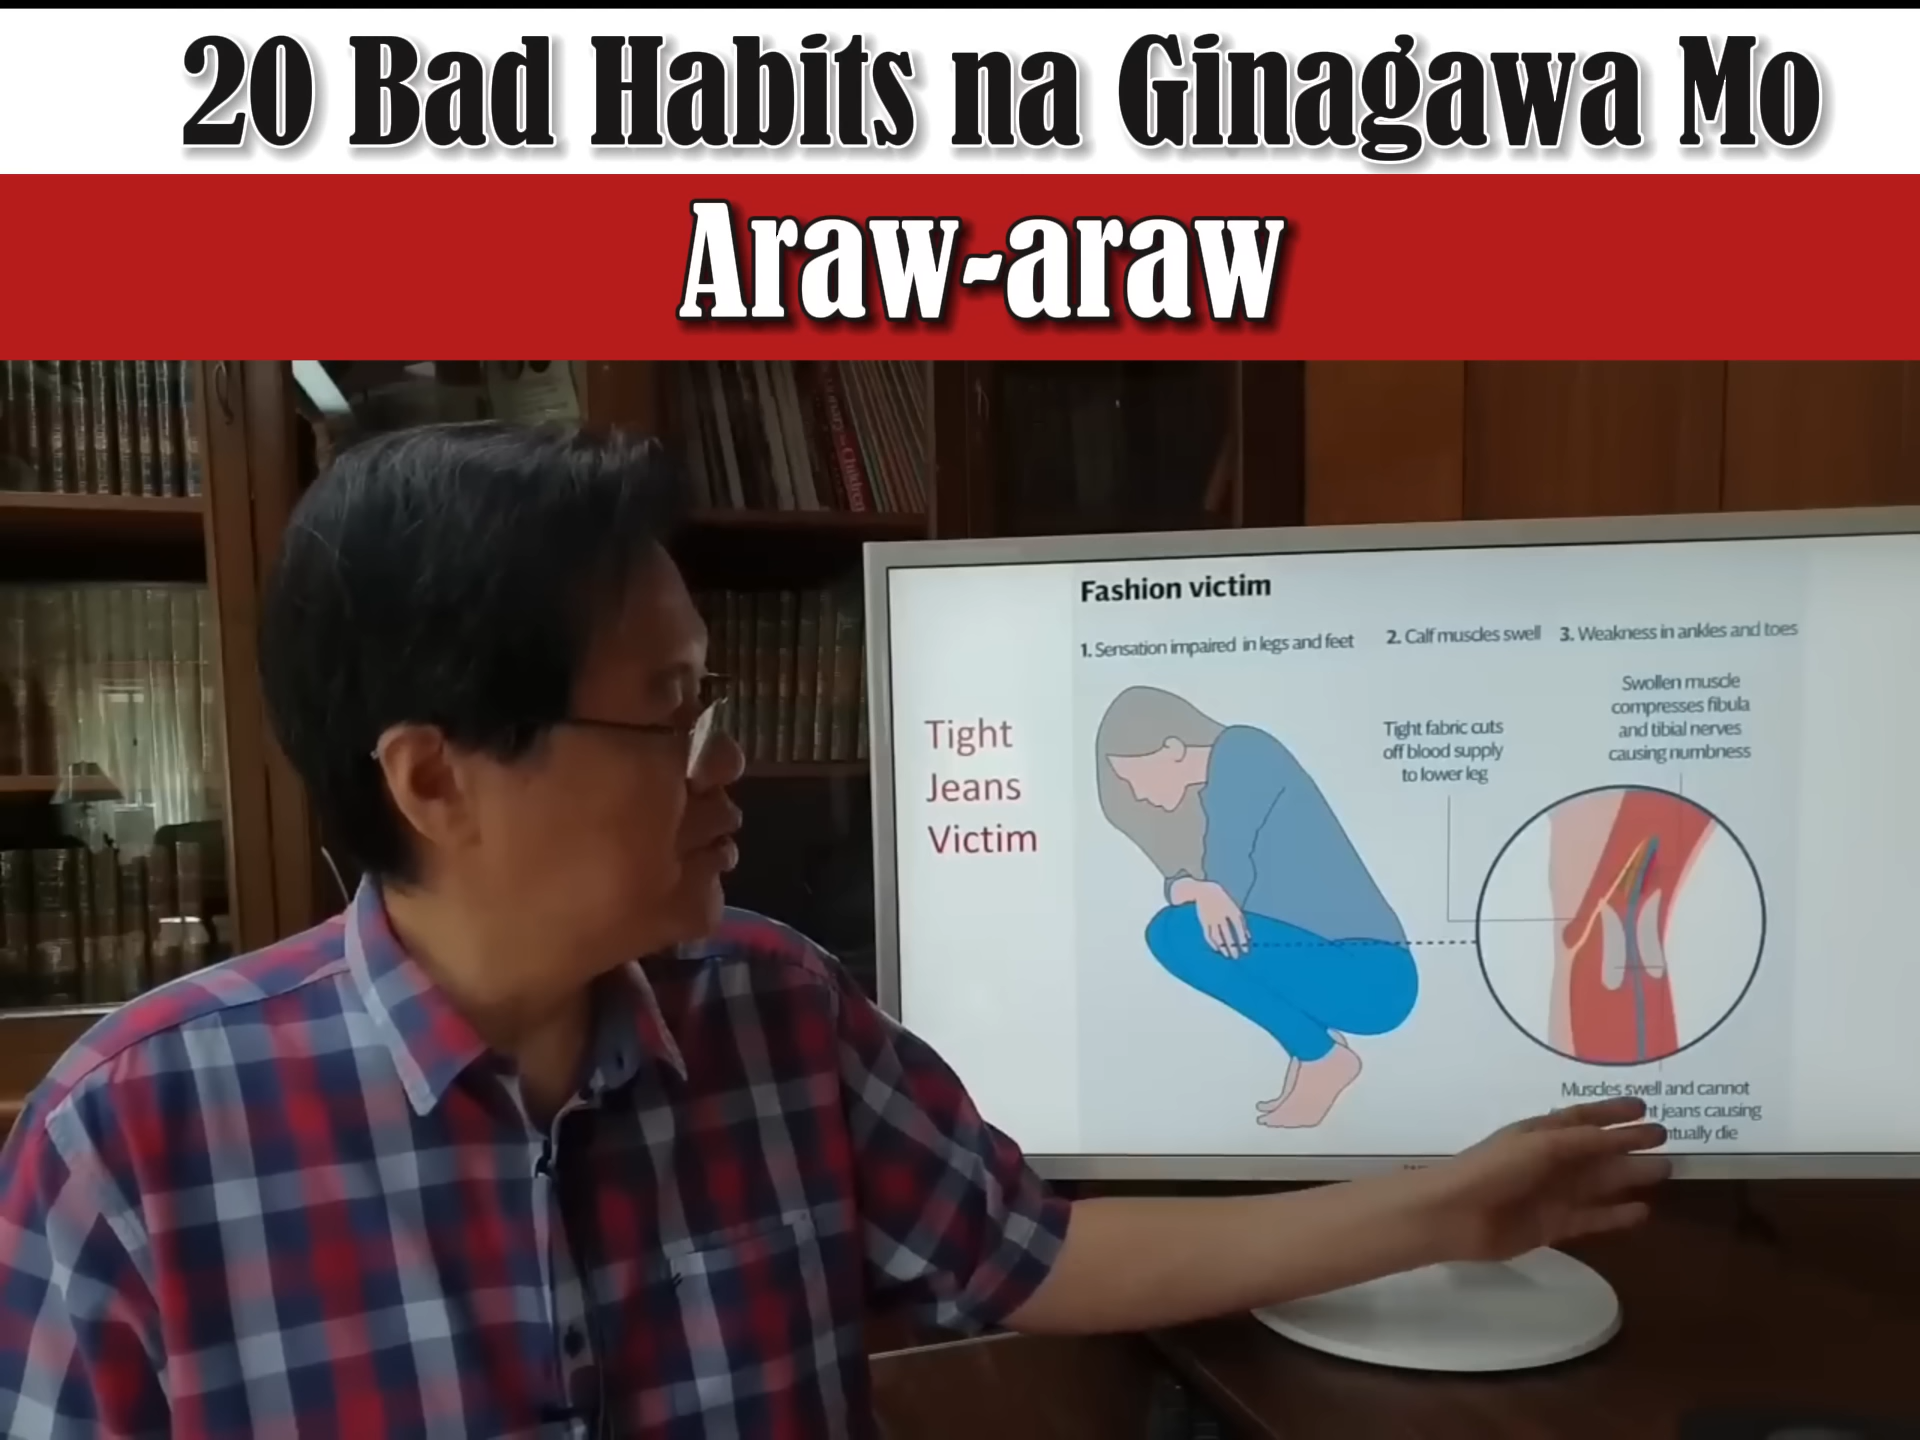 20 Bad Habits na Ginagawa Mo
Araw-araw
Children
Fashion victim
1. Sensation impaired in legs and feet
2. Calf muscles swell
3. Weakness in ankles and toes
Tight
Jeans
Victim
Tight fabric cuts
off blood supply
to lower leg
Swollen muscle
compresses fibula
and tibial nerves
causing numbness
Muscles swell and cannot
jeans causing
die